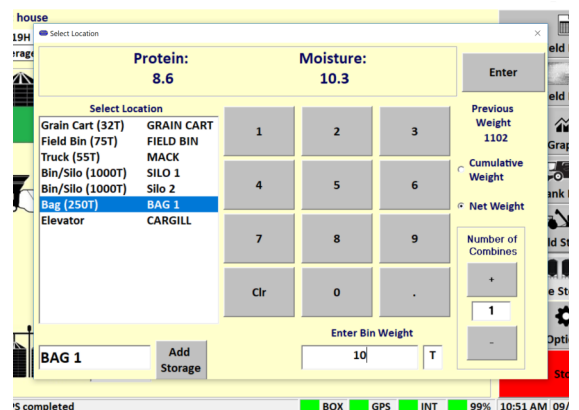 house
19H
Select Location
Protein:
8.6
Moisture:
10.3
Enter
Select Location
Grain Cart (32T) GRAIN CART
Field Bin (75T) FIELD BIN
Truck (55T) MACK
Bin/Silo (1000T) SILO 1
Bin/Silo (1000T) Silo 2
Bag (250T) BAG 1
Elevator CARGILL
1 2 3
4 5 6
7 8 9
Clr 0 .
Previous
Weight
1102
Cumulative
Weight
Net Weight
Number of
Combines
+
1
-
Enter Bin Weight
BAG 1
Add
Storage
10 T
completed
BOX GPS INT 99% 10:51 AM 09/